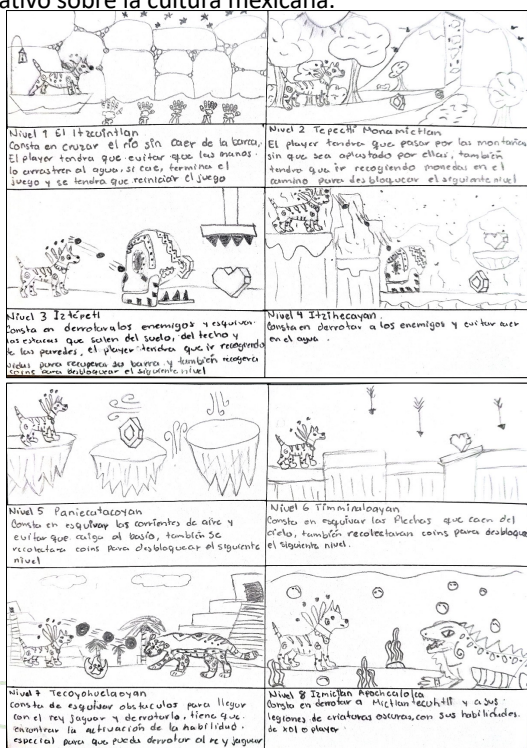 ativo sobre la cultura mexicana.
Nivel 1 El Itzcuintlan
Consta en cruzar el río sin caer de la barca,
El player tendra que evitar que las manos
lo arrastren al agua, si cae, termina el
juego y se tendra que reiniciar el juego
Nivel 2 Tepectli Monamictlan
El player tendra que pasar por las montañas
sin que sea aplastado por ellas, también
tendra que ir recogiendo monedas en el
camino para desbloquear el siguiente nivel
Nivel 3 Iztépetl
Consta en derrotar a los enemigos y esquivar
las estacas que salen del suelo, del techo y
de las paredes, el player tendra que ir recogiendo
vidas para recuperar su barra y también recogera
coins para desbloquear el siguiente nivel
Nivel 4 Itzihecayan
Consta en derrotar a los enemigos y evitar caer
en el agua.
Nivel 5 Paniecatacoyan
Consta en esquivar las corrientes de aire y
evitar que caiga al basio, también se
recolectara coins para desbloquear el siguiente
nivel
Nivel 6 Timiminaloayan
Consta en esquivar las flechas que caen del
cielo, también recolectaran coins para desbloque
el siguiente nivel.
Nivel 7 Tecoyohuelaoyan
consta de esquivar obstaculos para llegar
con el rey jaguar y derrotarlo, tiene que
encontrar la activación de la habilidad
especial para que pueda derrotar al rey jaguar
Nivel 8 Izmictlan Apochcalolca
Consta en derrotar a Mictlantecuhtli y a sus
legiones de criaturas oscuras, con sus habilidades
de xol o player.